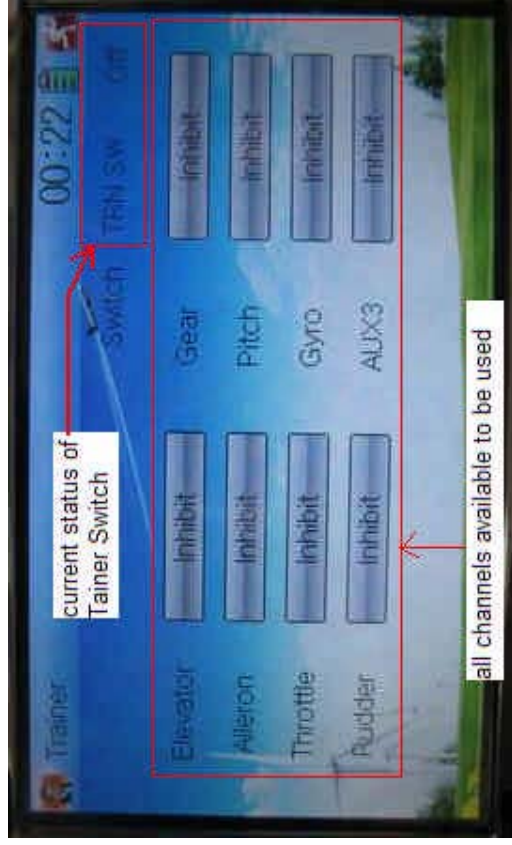 Trainer
00:22
Switch TRN SW Off
current status of
Tainer Switch
Elevator Inhibit Gear Inhibit
Aileron Inhibit Pitch Inhibit
Throttle Inhibit Gyro Inhibit
Rudder Inhibit AUX3 Inhibit
all channels available to be used